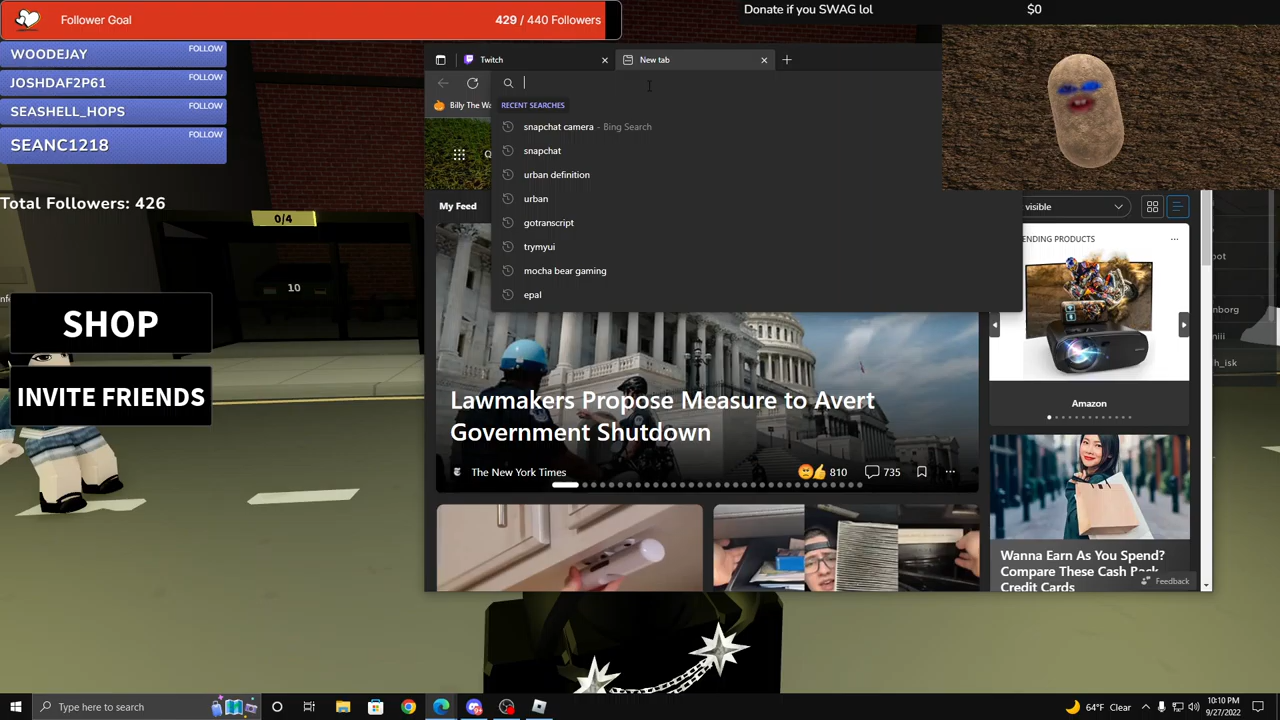 Follower Goal
429 / 440 Followers
Donate if you SWAG lol
$0
WOODEJAY
FOLLOW
JOSHDAF2P61
FOLLOW
SEASHELL_HOPS
FOLLOW
SEANC1218
FOLLOW
Total Followers: 426
0/4
10
SHOP
INVITE FRIENDS
Twitch
New tab
Billy The Wa
RECENT SEARCHES
snapchat camera - Bing Search
snapchat
urban definition
urban
gotranscript
trymyui
mocha bear gaming
epal
My Feed
visible
ENDING PRODUCTS
Amazon
Lawmakers Propose Measure to Avert
Government Shutdown
The New York Times
810
735
Wanna Earn As You Spend?
Compare These Cash Back
Credit Cards
Feedback
Type here to search
64°F Clear
10:10 PM
9/27/2022